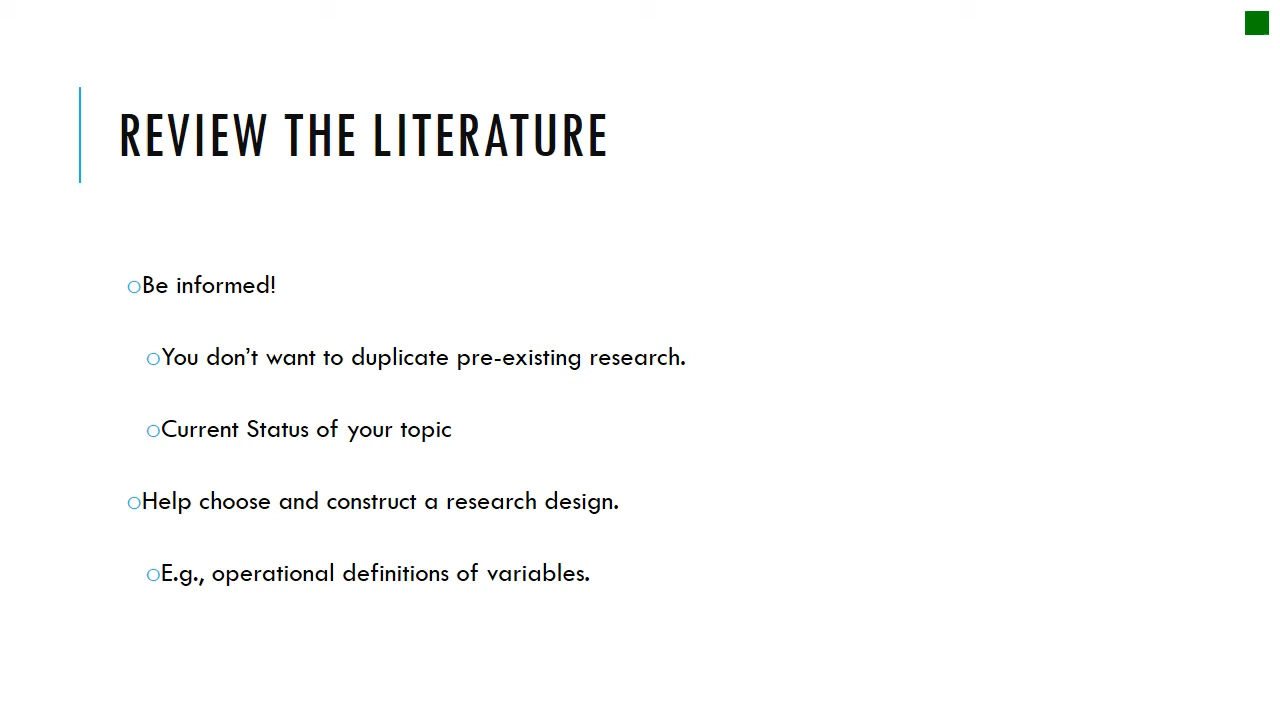 REVIEW THE LITERATURE
Be informed!
You don’t want to duplicate pre-existing research.
Current Status of your topic
Help choose and construct a research design.
E.g., operational definitions of variables.